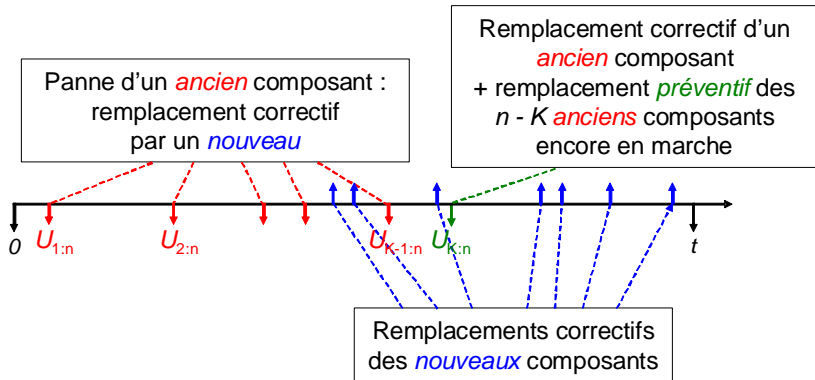 Panne d'un ancien composant :
remplacement correctif
par un nouveau
Remplacement correctif d'un
ancien composant
+ remplacement préventif des
n - K anciens composants
encore en marche
0
U1:n
U2:n
UK-1:n
UK:n
t
Remplacements correctifs
des nouveaux composants